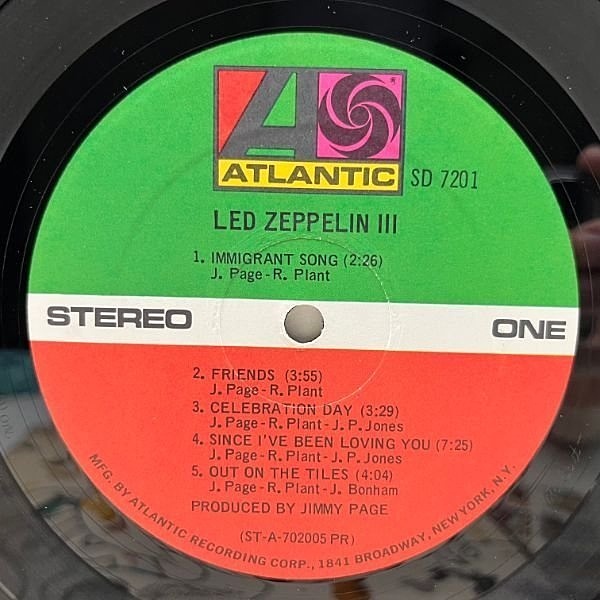 ATLANTIC
SD 7201
LED ZEPPELIN III
1. IMMIGRANT SONG (2:26)
J. Page-R. Plant
STEREO
ONE
2. FRIENDS (3:55)
J. Page-R. Plant
3. CELEBRATION DAY (3:29)
J. Page-R. Plant-J.P. Jones
4. SINCE I'VE BEEN LOVING YOU (7:25)
J. Page-R. Plant-J.P. Jones
5. OUT ON THE TILES (4:04)
J. Page-R. Plant-J. Bonham
PRODUCED BY JIMMY PAGE
(ST-A-702005 PR)
MFG. BY ATLANTIC RECORDING CORP., 1841 BROADWAY, NEW YORK, N.Y.